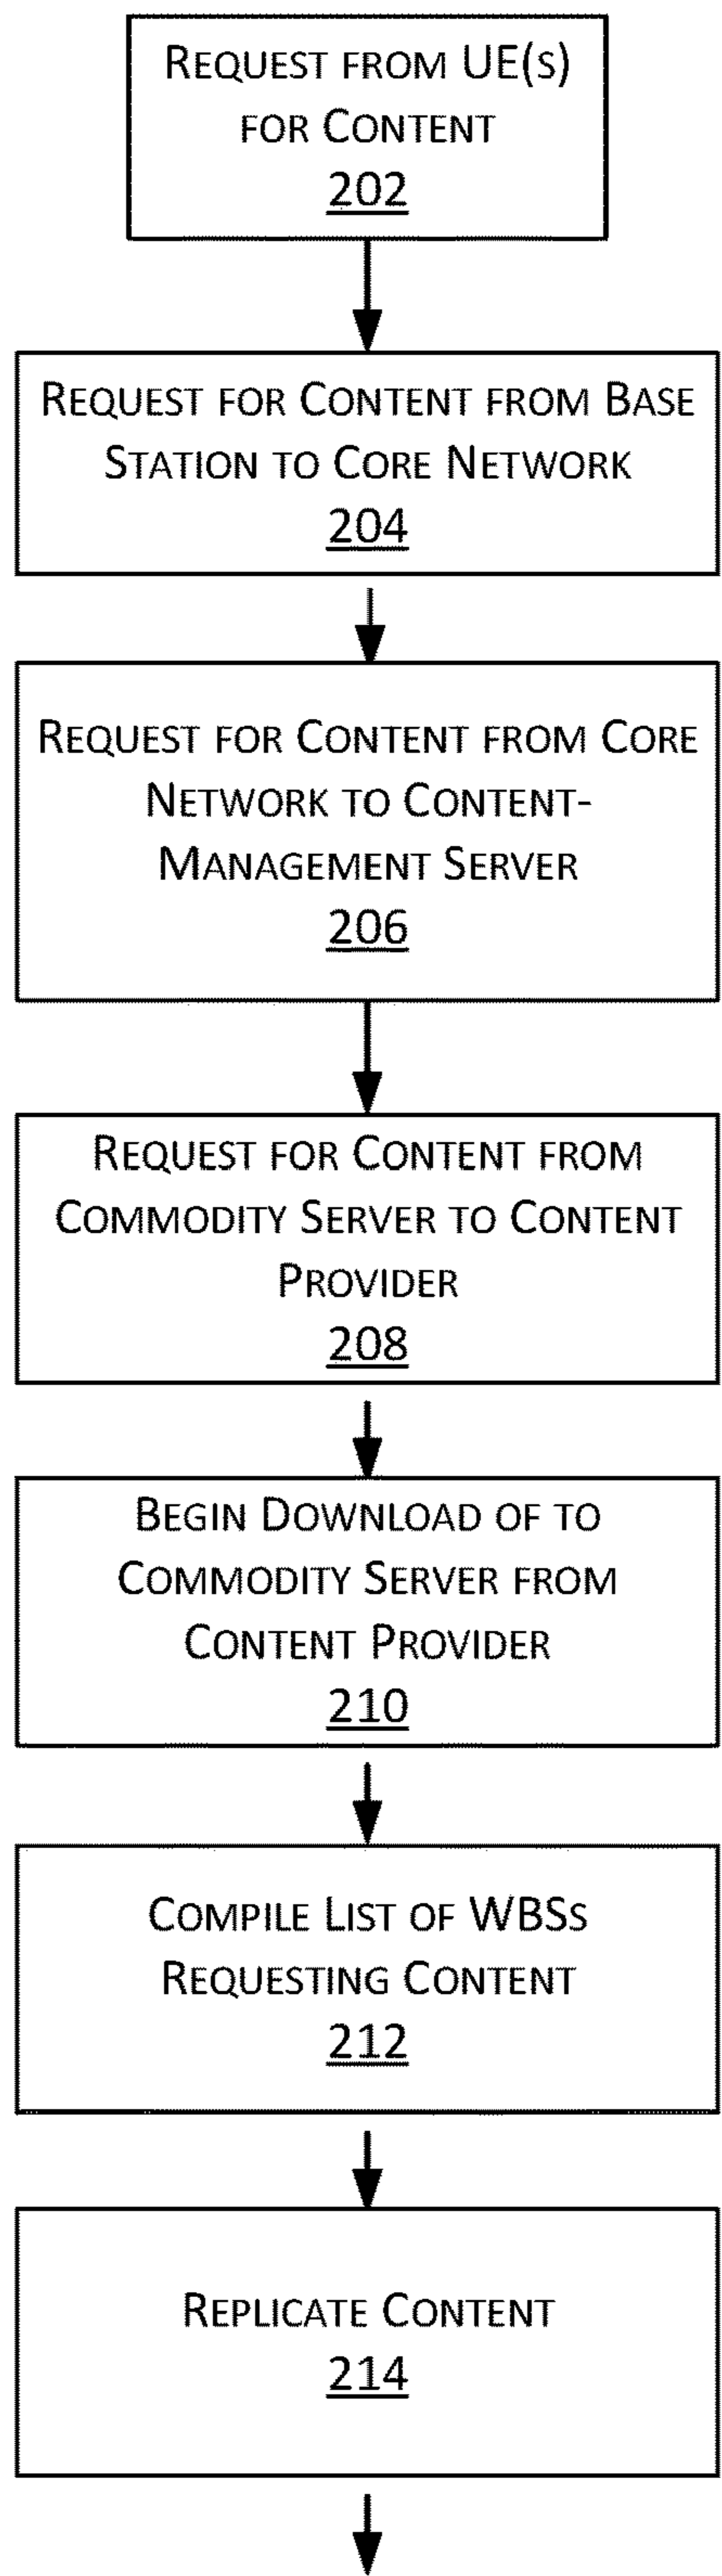 REQUEST FROM UE(S)
FOR CONTENT
202
REQUEST FOR CONTENT FROM BASE
STATION TO CORE NETWORK
204
REQUEST FOR CONTENT FROM CORE
NETWORK TO CONTENT-
MANAGEMENT SERVER
206
REQUEST FOR CONTENT FROM
COMMODITY SERVER TO CONTENT
PROVIDER
208
BEGIN DOWNLOAD OF TO
COMMODITY SERVER FROM
CONTENT PROVIDER
210
COMPILE LIST OF WBSS
REQUESTING CONTENT
212
REPLICATE CONTENT
214